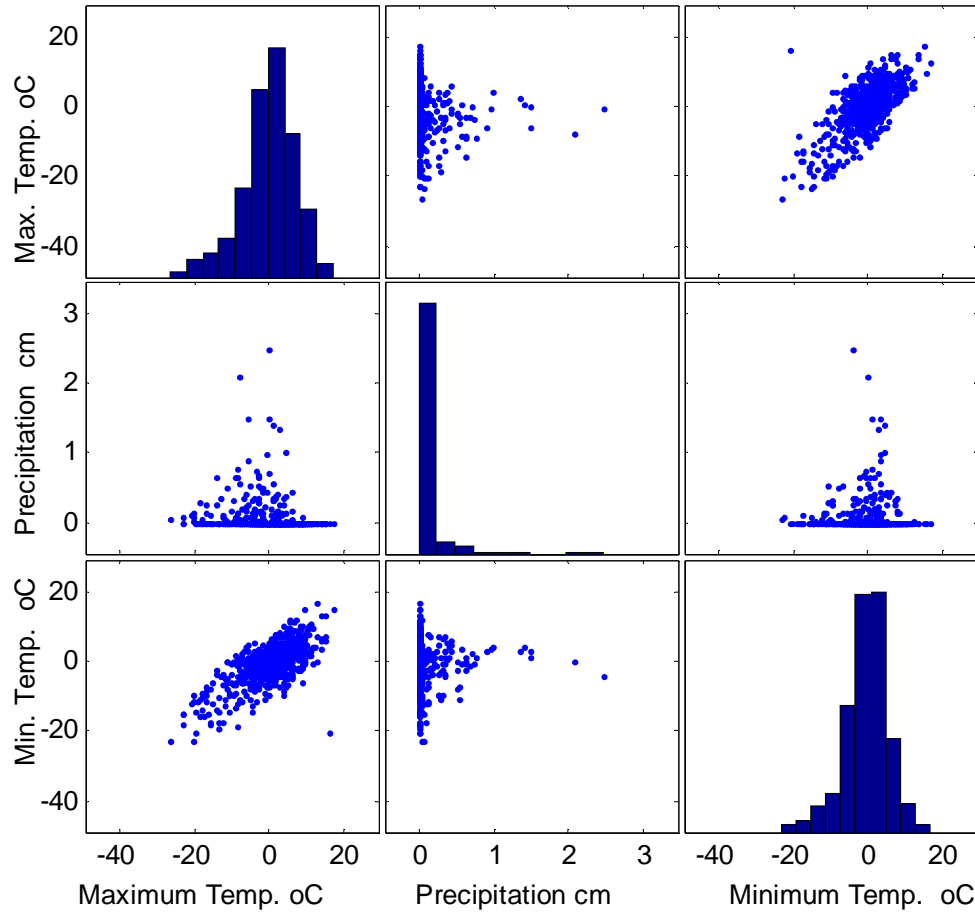 Max. Temp. oC
20
0
-20
-40
Precipitation cm
3
2
1
0
Min. Temp. oC
20
0
-20
-40
-40 -20 0 20
0 1 2 3
-40 -20 0 20
Maximum Temp. oC
Precipitation cm
Minimum Temp. oC